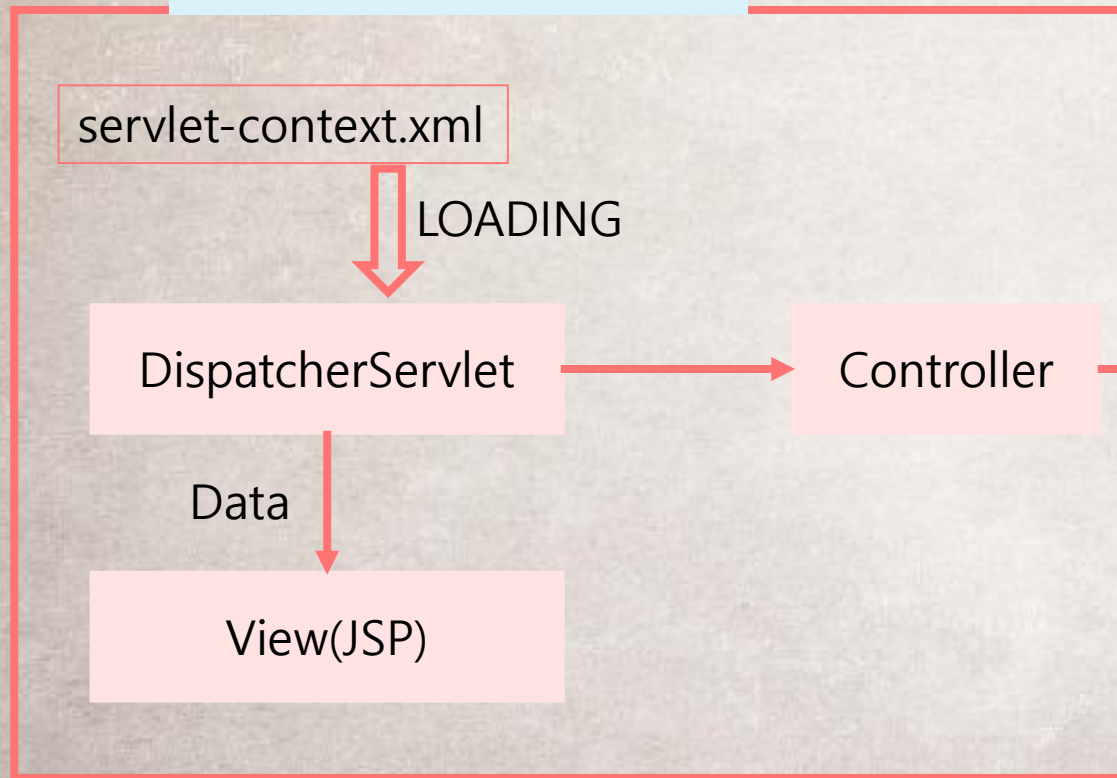 servlet-context.xml
LOADING
DispatcherServlet
Controller
Data
View(JSP)